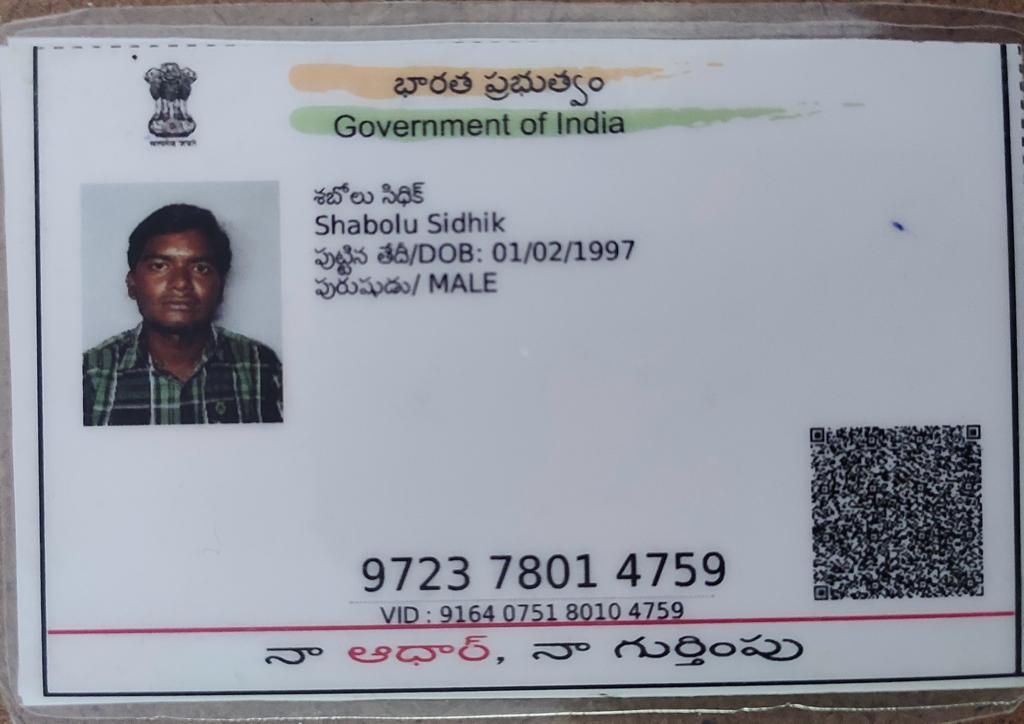 భారత ప్రభుత్వం
Government of India
శబోలు సిధిక్
Shabolu Sidhik
పుట్టిన తేదీ/DOB: 01/02/1997
పురుషుడు/ MALE
9723 7801 4759
VID : 9164 0751 8010 4759
నా ఆధార్, నా గుర్తింపు